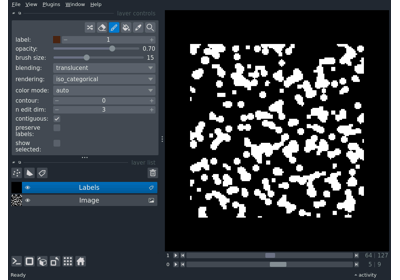 File View Plugins Window Help
layer controls
label: 1
opacity: 0.70
brush size: 15
blending: translucent
rendering: iso_categorical
color mode: auto
contour: 0
n edit dim: 3
contiguous:
preserve
labels:
show
selected:
layer list
Labels
Image
1 64 127
0 5 9
activity